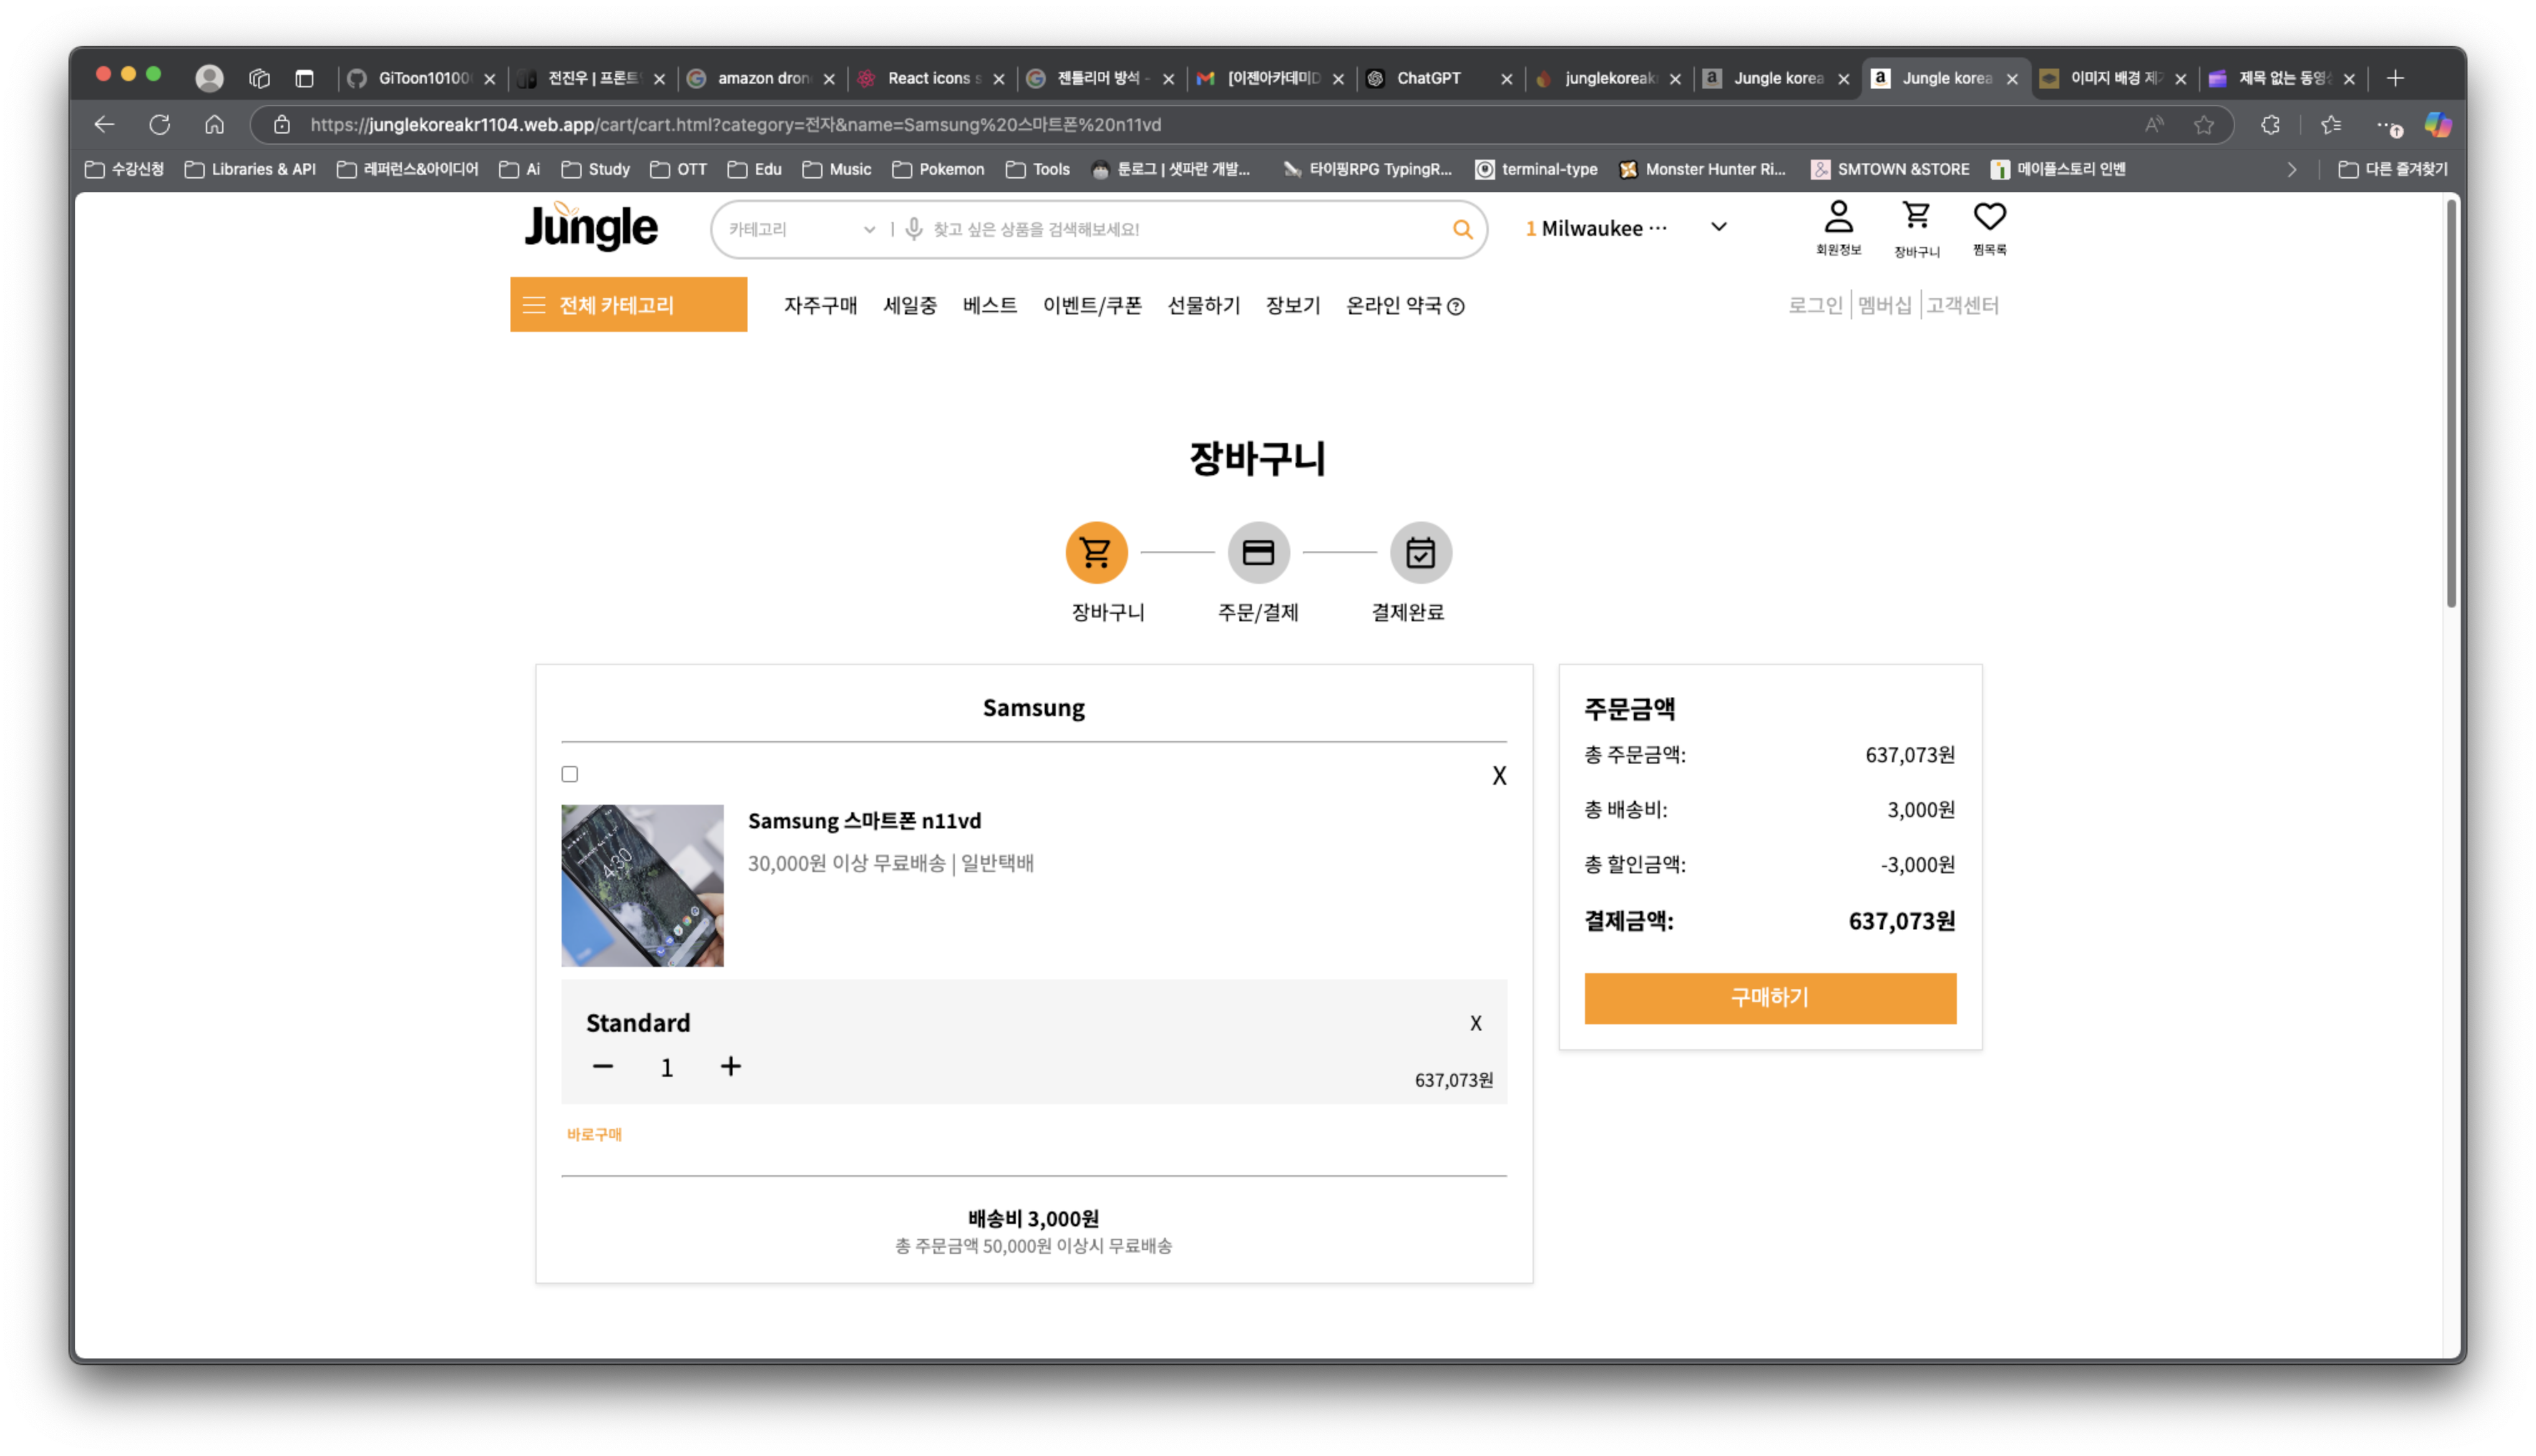 GiToon10100
전진우 | 프론트
amazon dron
React icons s
젠틀리머 방석 -
[이젠아카데미D
ChatGPT
junglekoreak
Jungle korea
Jungle korea
이미지 배경 제거
제목 없는 동영상
https://junglekoreakr1104.web.app/cart/cart.html?category=전자&name=Samsung%20스마트폰%20n11vd
수강신청 Libraries & API 레퍼런스&아이디어 Ai Study OTT Edu Music Pokemon Tools 툰로그 | 샛파란 개발... 타이핑RPG TypingR... terminal-type Monster Hunter Ri... SMTOWN &STORE 메이플스토리 인벤 다른 즐겨찾기
Jungle
카테고리
찾고 싶은 상품을 검색해보세요!
1 Milwaukee ...
회원정보 장바구니 찜목록
전체 카테고리 자주구매 세일중 베스트 이벤트/쿠폰 선물하기 장보기 온라인 약국 로그인 멤버십 고객센터
장바구니
장바구니 주문/결제 결제완료
Samsung
X
Samsung 스마트폰 n11vd
30,000원 이상 무료배송 | 일반택배
4:30
Standard X
1
637,073원
바로구매
배송비 3,000원
총 주문금액 50,000원 이상시 무료배송
주문금액
총 주문금액: 637,073원
총 배송비: 3,000원
총 할인금액: -3,000원
결제금액: 637,073원
구매하기